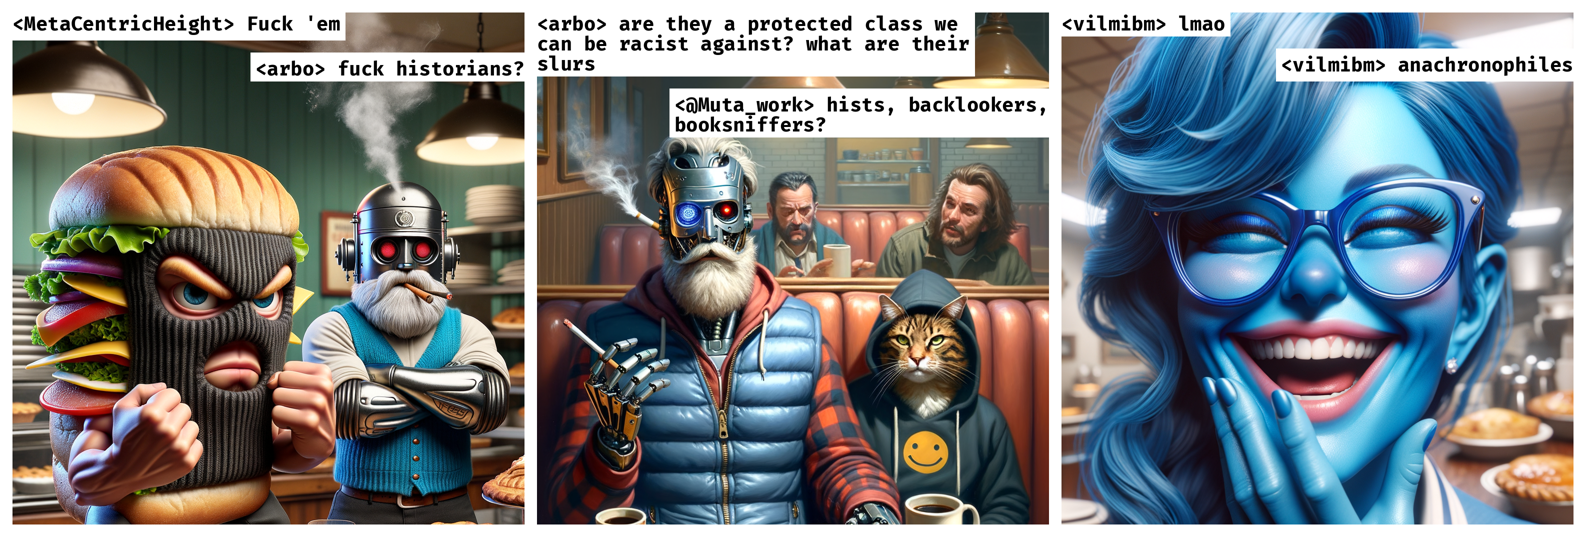 <MetaCentricHeight> Fuck 'em
<arbo> fuck historians?
<arbo> are they a protected class we
can be racist against? what are their
slurs
<@Muta_work> hists, backlookers,
booksniffers?
<vilmibm> lmao
<vilmibm> anachronophiles